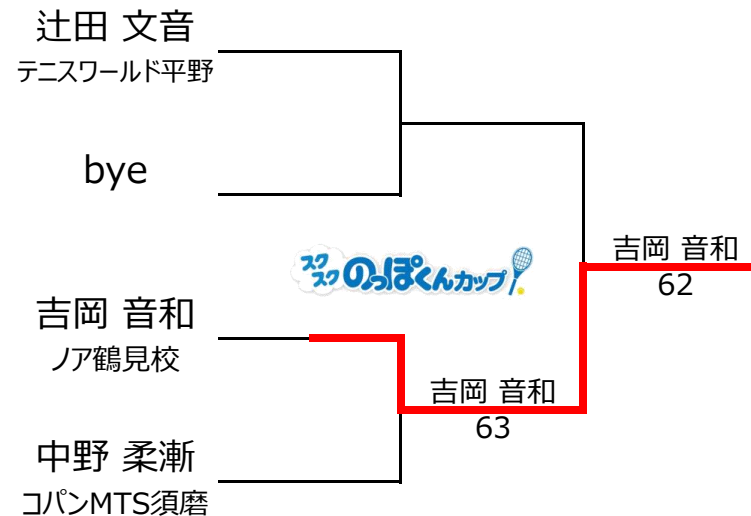 辻田 文音
テニスワールド平野
bye
スクスク のっぽくんカップ
吉岡 音和
62
吉岡 音和
ノア鶴見校
吉岡 音和
63
中野 柔漸
コパンMTS須磨